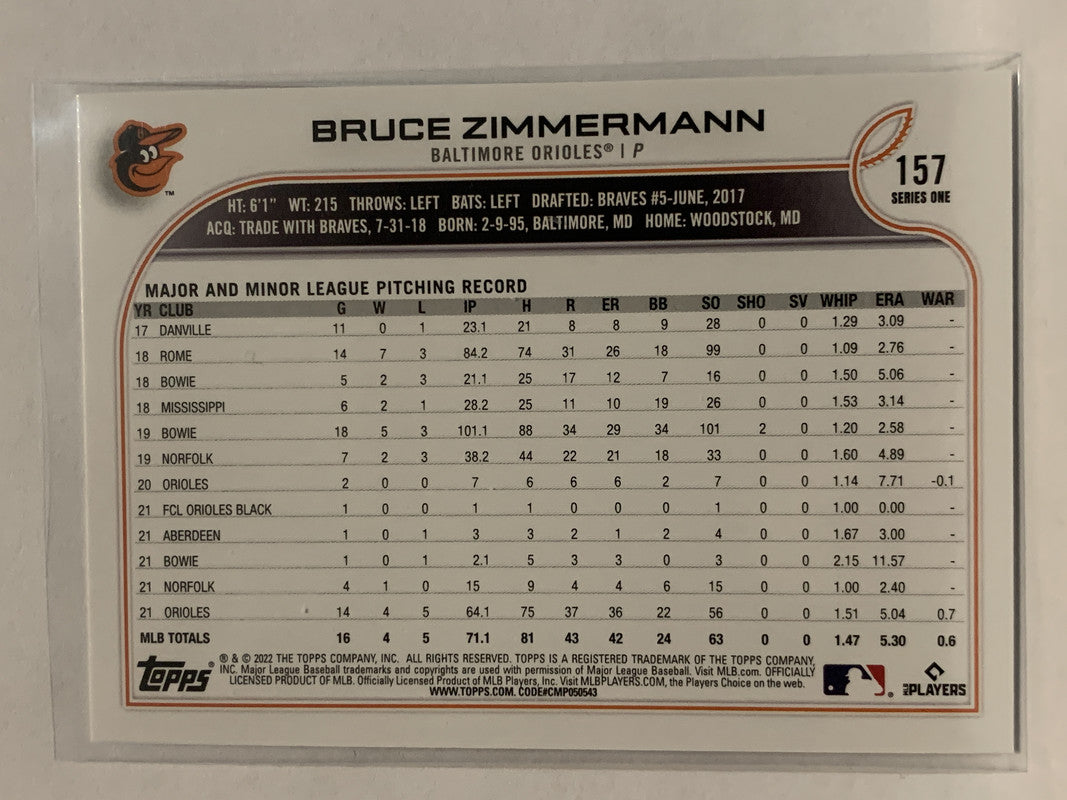 BRUCE ZIMMERMANN
BALTIMORE ORIOLES® | P
157
SERIES ONE
HT: 6'1" WT: 215 THROWS: LEFT BATS: LEFT DRAFTED: BRAVES #5-JUNE, 2017
ACQ: TRADE WITH BRAVES, 7-31-18 BORN: 2-9-95, BALTIMORE, MD HOME: WOODSTOCK, MD
MAJOR AND MINOR LEAGUE PITCHING RECORD
YR CLUB G W L IP H R ER BB SO SHO SV WHIP ERA WAR
17 DANVILLE 11 0 1 23.1 21 8 8 9 28 0 0 1.29 3.09 -
18 ROME 14 7 3 84.2 74 31 26 18 99 0 0 1.09 2.76 -
18 BOWIE 5 2 3 21.1 25 17 12 7 16 0 0 1.50 5.06 -
18 MISSISSIPPI 6 2 1 28.2 25 11 10 19 26 0 0 1.53 3.14 -
19 BOWIE 18 5 3 101.1 88 34 29 34 101 2 0 1.20 2.58 -
19 NORFOLK 7 2 3 38.2 44 22 21 18 33 0 0 1.60 4.89 -
20 ORIOLES 2 0 0 7 6 6 6 2 7 0 0 1.14 7.71 -0.1
21 FCL ORIOLES BLACK 1 0 0 1 1 0 0 0 1 0 0 1.00 0.00 -
21 ABERDEEN 1 0 1 3 3 2 1 2 4 0 0 1.67 3.00 -
21 BOWIE 1 0 1 2.1 5 3 3 0 3 0 0 2.15 11.57 -
21 NORFOLK 4 1 0 15 9 4 4 6 15 0 0 1.00 2.40 -
21 ORIOLES 14 4 5 64.1 75 37 36 22 56 0 0 1.51 5.04 0.7
MLB TOTALS 16 4 5 71.1 81 43 42 24 63 0 0 1.47 5.30 0.6
Topps®
® & © 2022 THE TOPPS COMPANY, INC. ALL RIGHTS RESERVED. TOPPS IS A REGISTERED TRADEMARK OF THE TOPPS COMPANY,
INC. Major League Baseball trademarks and copyrights are used with permission of Major League Baseball. Visit MLB.com. OFFICIALLY
LICENSED PRODUCT OF MLB. Officially Licensed Product of MLB Players, Inc. Visit MLBPLAYERS.COM, the Players Choice on the web.
WWW.TOPPS.COM. CODE#CMP050543
MLB PLAYERS